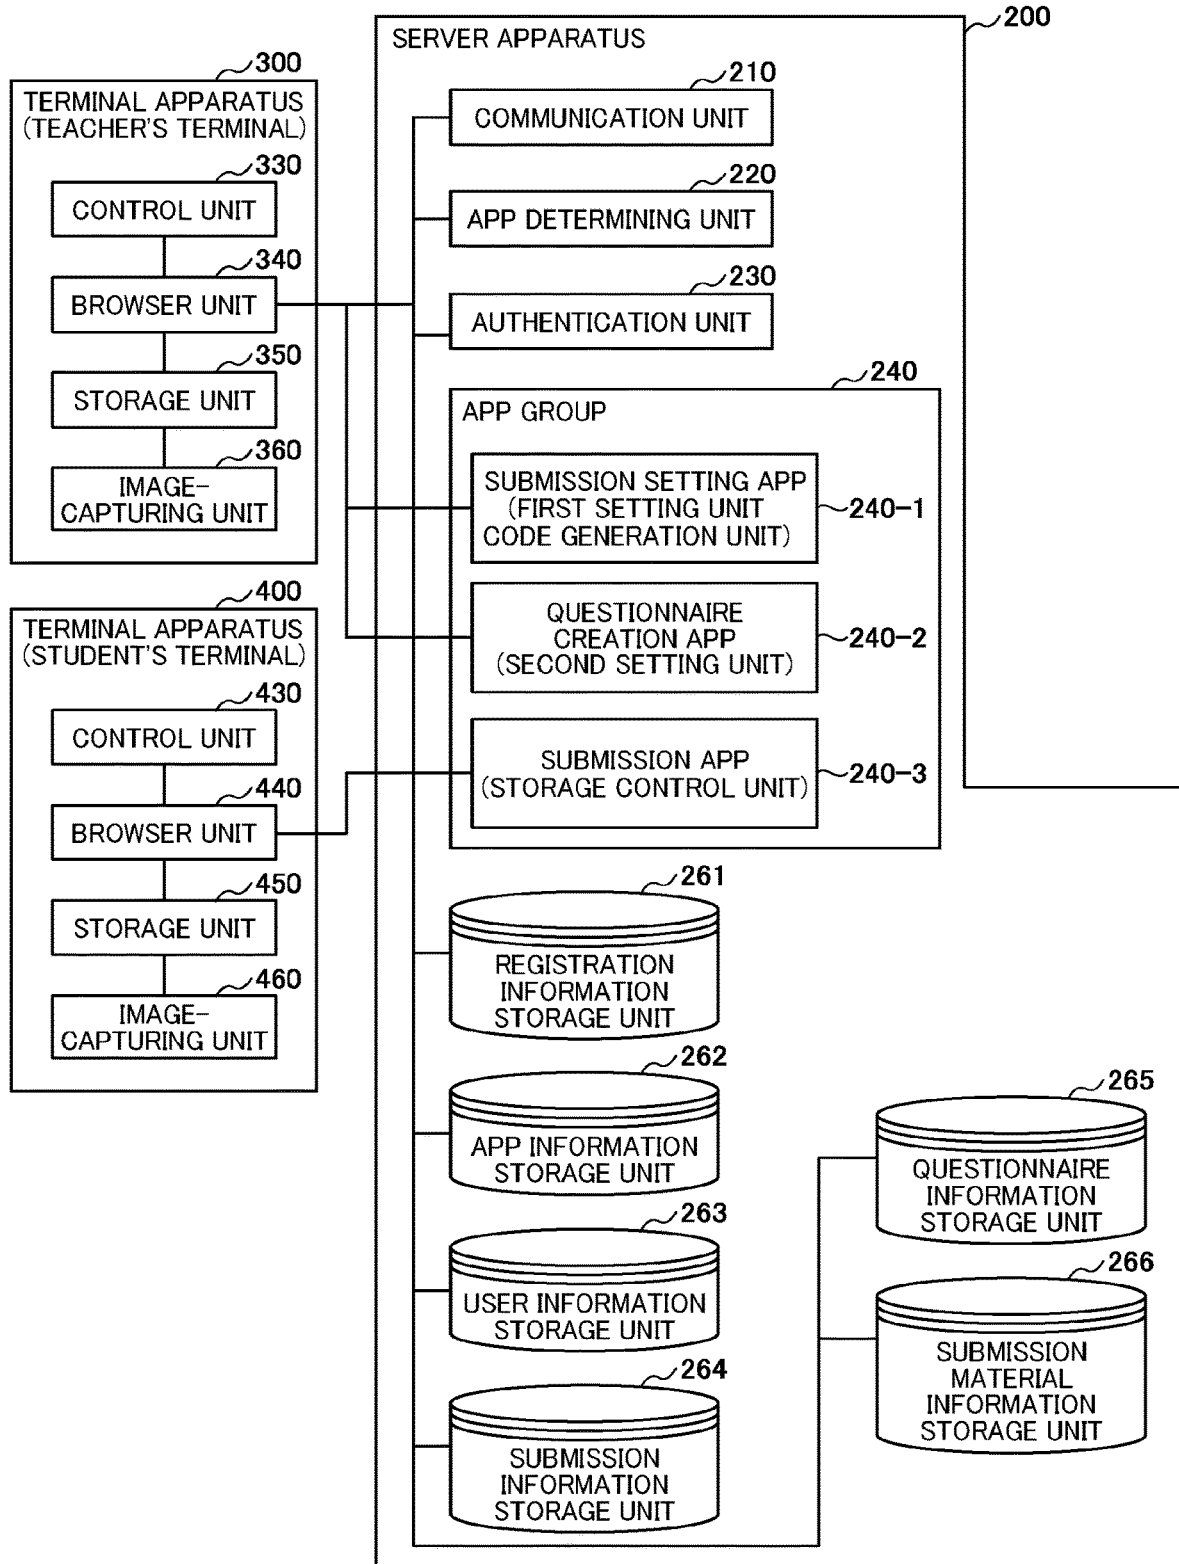 200
SERVER APPARATUS
300
TERMINAL APPARATUS
(TEACHER'S TERMINAL)
330
CONTROL UNIT
340
BROWSER UNIT
350
STORAGE UNIT
360
IMAGE-
CAPTURING UNIT
400
TERMINAL APPARATUS
(STUDENT'S TERMINAL)
430
CONTROL UNIT
440
BROWSER UNIT
450
STORAGE UNIT
460
IMAGE-
CAPTURING UNIT
210
COMMUNICATION UNIT
220
APP DETERMINING UNIT
230
AUTHENTICATION UNIT
240
APP GROUP
SUBMISSION SETTING APP
(FIRST SETTING UNIT
CODE GENERATION UNIT)
240-1
QUESTIONNAIRE
CREATION APP
(SECOND SETTING UNIT)
240-2
SUBMISSION APP
(STORAGE CONTROL UNIT)
240-3
261
REGISTRATION
INFORMATION
STORAGE UNIT
262
APP INFORMATION
STORAGE UNIT
263
USER INFORMATION
STORAGE UNIT
264
SUBMISSION
INFORMATION
STORAGE UNIT
265
QUESTIONNAIRE
INFORMATION
STORAGE UNIT
266
SUBMISSION
MATERIAL
INFORMATION
STORAGE UNIT